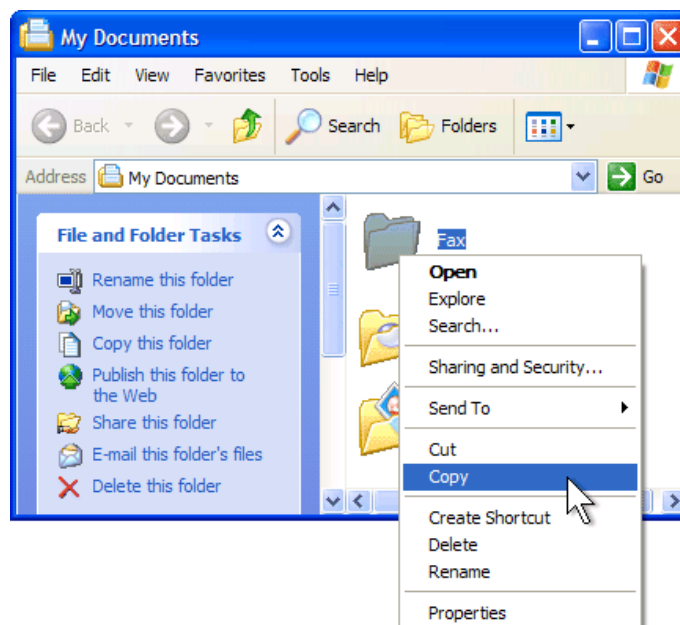 My Documents
File Edit View Favorites Tools Help
Back Search Folders
Address My Documents Go
File and Folder Tasks
Rename this folder
Move this folder
Copy this folder
Publish this folder to
the Web
Share this folder
E-mail this folder's files
Delete this folder
Fax
Open
Explore
Search...
Sharing and Security...
Send To
Cut
Copy
Create Shortcut
Delete
Rename
Properties